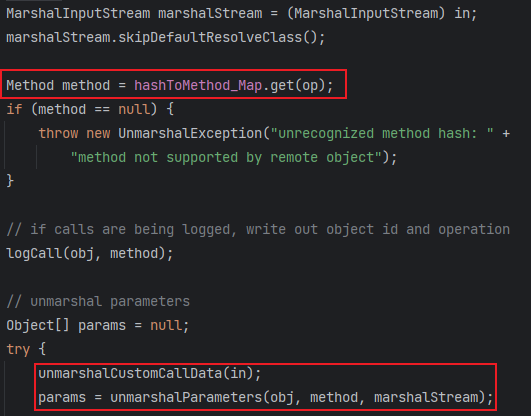 MarshalInputStream marshalStream = (MarshalInputStream) in;
marshalStream.skipDefaultResolveClass();
Method method = hashToMethod_Map.get(op);
if (method == null) {
throw new UnmarshalException("unrecognized method hash: " +
"method not supported by remote object");
}
// if calls are being logged, write out object id and operation
logCall(obj, method);
// unmarshal parameters
Object[] params = null;
try {
unmarshalCustomCallData(in);
params = unmarshalParameters(obj, method, marshalStream);